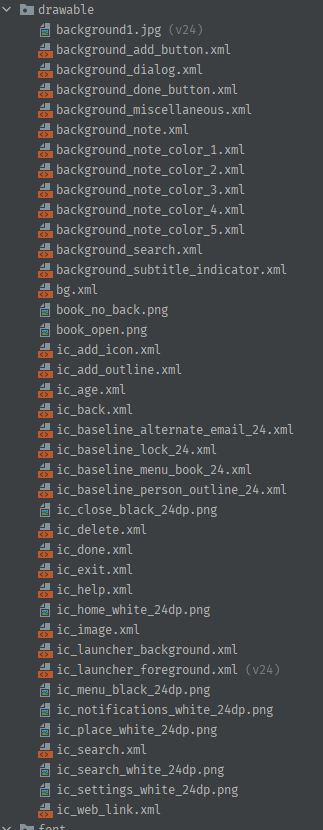 drawable
background1.jpg (v24)
background_add_button.xml
background_dialog.xml
background_done_button.xml
background_miscellaneous.xml
background_note.xml
background_note_color_1.xml
background_note_color_2.xml
background_note_color_3.xml
background_note_color_4.xml
background_note_color_5.xml
background_search.xml
background_subtitle_indicator.xml
bg.xml
book_no_back.png
book_open.png
ic_add_icon.xml
ic_add_outline.xml
ic_age.xml
ic_back.xml
ic_baseline_alternate_email_24.xml
ic_baseline_lock_24.xml
ic_baseline_menu_book_24.xml
ic_baseline_person_outline_24.xml
ic_close_black_24dp.png
ic_delete.xml
ic_done.xml
ic_exit.xml
ic_help.xml
ic_home_white_24dp.png
ic_image.xml
ic_launcher_background.xml
ic_launcher_foreground.xml (v24)
ic_menu_black_24dp.png
ic_notifications_white_24dp.png
ic_place_white_24dp.png
ic_search.xml
ic_search_white_24dp.png
ic_settings_white_24dp.png
ic_web_link.xml
font